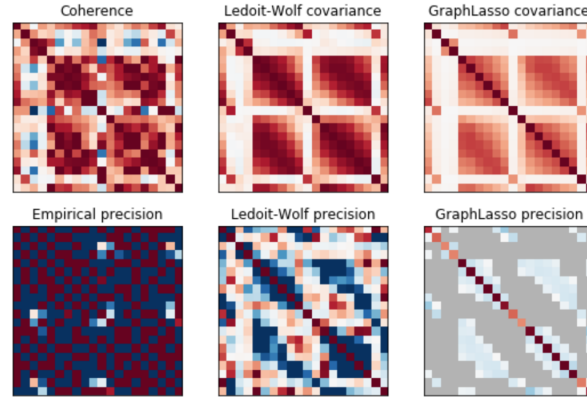 Coherence
Ledoit-Wolf covariance
GraphLasso covariance
Empirical precision
Ledoit-Wolf precision
GraphLasso precision